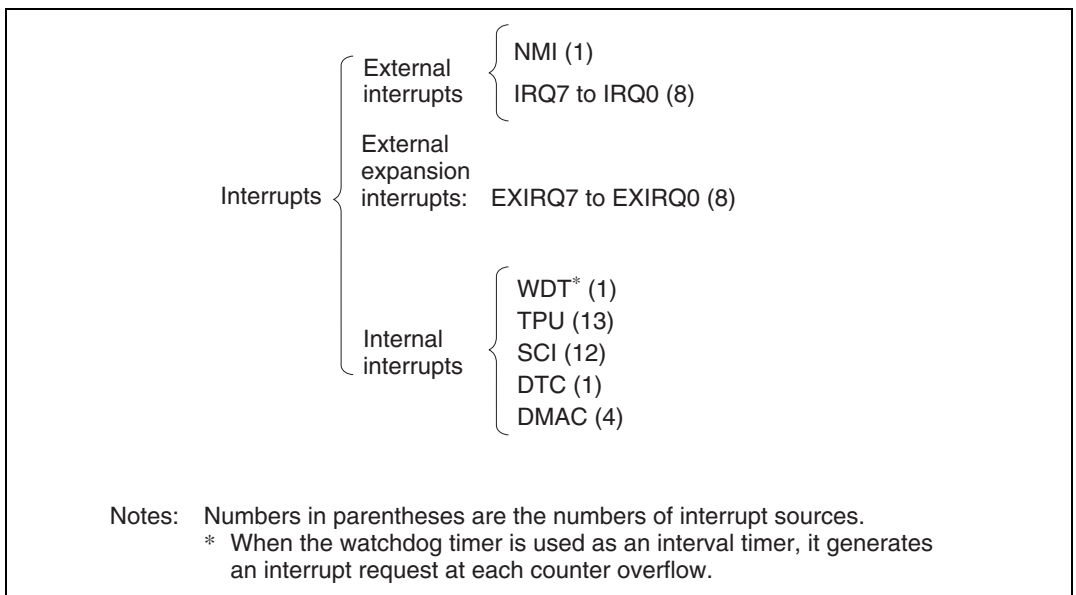 Interrupts
External
interrupts
NMI (1)
IRQ7 to IRQ0 (8)
External
expansion
interrupts: EXIRQ7 to EXIRQ0 (8)
Internal
interrupts
WDT* (1)
TPU (13)
SCI (12)
DTC (1)
DMAC (4)
Notes: Numbers in parentheses are the numbers of interrupt sources.
* When the watchdog timer is used as an interval timer, it generates
an interrupt request at each counter overflow.